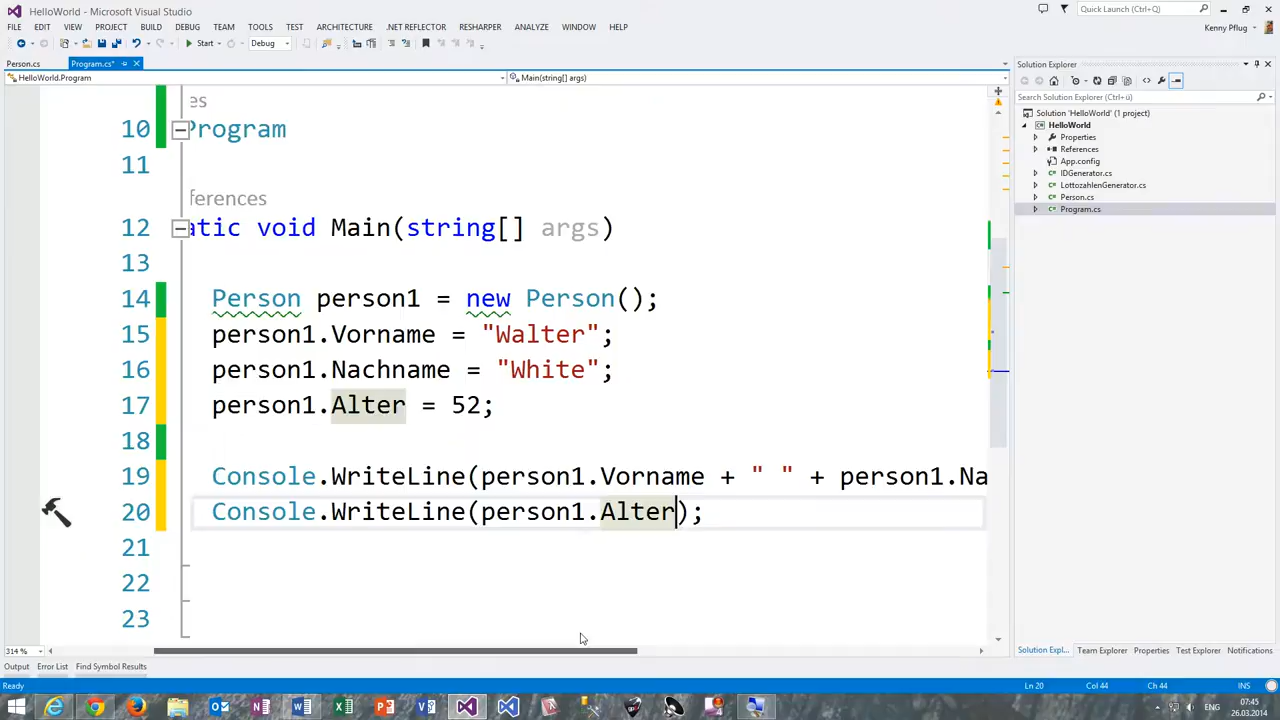 HelloWorld - Microsoft Visual Studio
Quick Launch (Ctrl+Q)
FILE EDIT VIEW PROJECT BUILD DEBUG TEAM TOOLS TEST ARCHITECTURE .NET REFLECTOR RESHARPER ANALYZE WINDOW HELP
Kenny Pflug
Start Debug
Person.cs Program.cs*
HelloWorld.Program Main(string[] args)
es
10 Program
11
ferences
12 atic void Main(string[] args)
13
14 Person person1 = new Person();
15 person1.Vorname = "Walter";
16 person1.Nachname = "White";
17 person1.Alter = 52;
18
19 Console.WriteLine(person1.Vorname + " " + person1.Na
20 Console.WriteLine(person1.Alter);
21
22
23
314 %
Solution Explorer
Search Solution Explorer (Ctrl+ü)
Solution 'HelloWorld' (1 project)
HelloWorld
Properties
References
App.config
IDGenerator.cs
LottozahlenGenerator.cs
Person.cs
Program.cs
Solution Expl... Team Explorer Properties Test Explorer Notifications
Output Error List Find Symbol Results
Ready Ln 20 Col 44 Ch 44 INS
ENG
07:45
26.03.2014